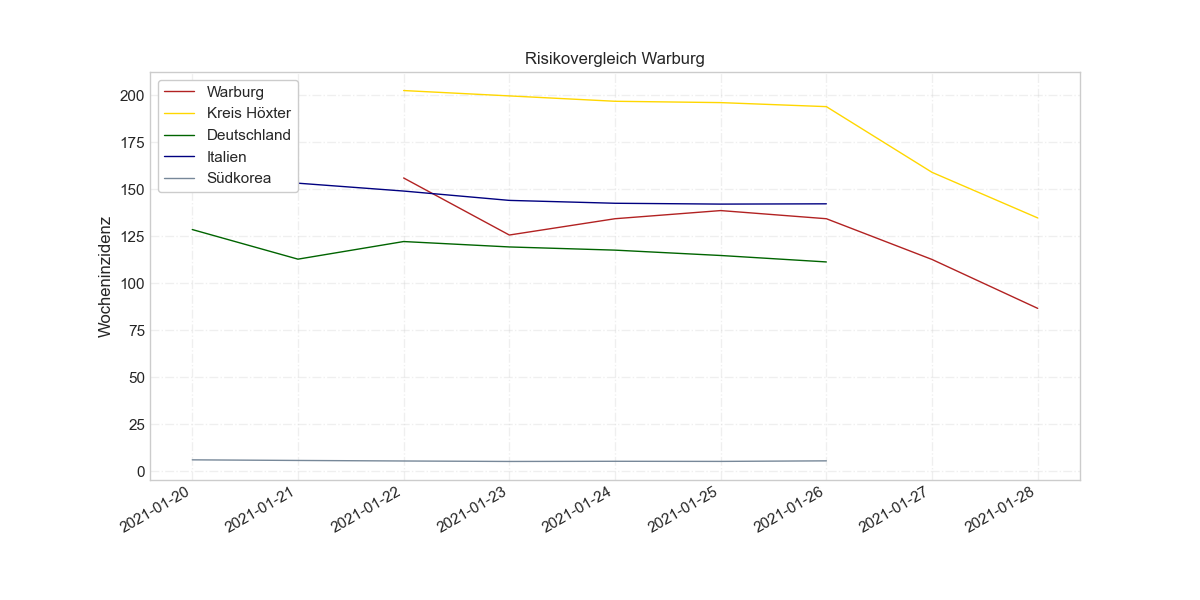 Risikovergleich Warburg
Warburg
Kreis Höxter
Deutschland
Italien
Südkorea
Wocheninzidenz
200
175
150
125
100
75
50
25
0
2021-01-20
2021-01-21
2021-01-22
2021-01-23
2021-01-24
2021-01-25
2021-01-26
2021-01-27
2021-01-28